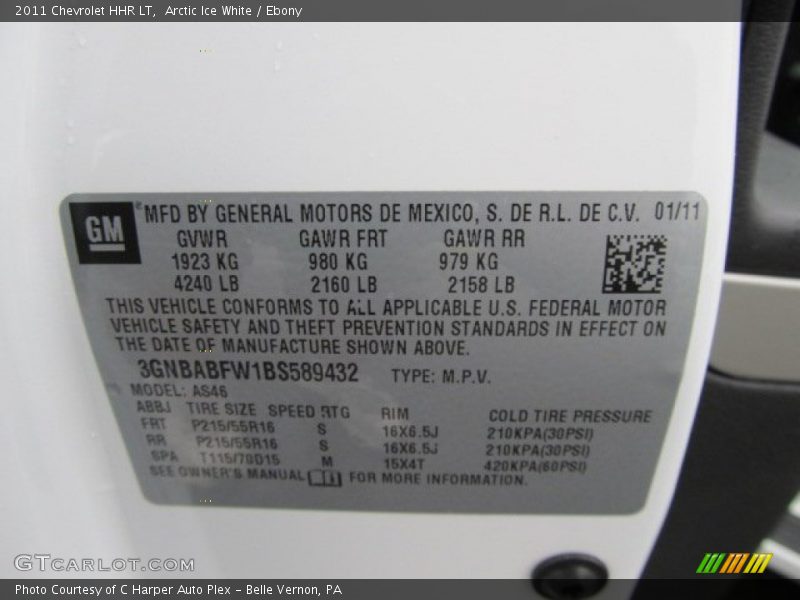 2011 Chevrolet HHR LT,  Arctic Ice White / Ebony
GM
® MFD BY GENERAL MOTORS DE MEXICO, S. DE R.L. DE C.V. 01/11
GVWR GAWR FRT GAWR RR
1923 KG 980 KG 979 KG
4240 LB 2160 LB 2158 LB
THIS VEHICLE CONFORMS TO ALL APPLICABLE U.S. FEDERAL MOTOR
VEHICLE SAFETY AND THEFT PREVENTION STANDARDS IN EFFECT ON
THE DATE OF MANUFACTURE SHOWN ABOVE.
3GNBABFW1BS589432 TYPE: M.P.V.
MODEL: AS46
ABBJ TIRE SIZE SPEED RTG RIM COLD TIRE PRESSURE
FRT P215/55R16 S 16X6.5J 210KPA(30PSI)
RR P215/55R16 S 16X6.5J 210KPA(30PSI)
SPA T115/70D15 M 15X4T 420KPA(60PSI)
SEE OWNER'S MANUAL FOR MORE INFORMATION.
GTCARLOT.COM
Photo Courtesy of C Harper Auto Plex – Belle Vernon, PA